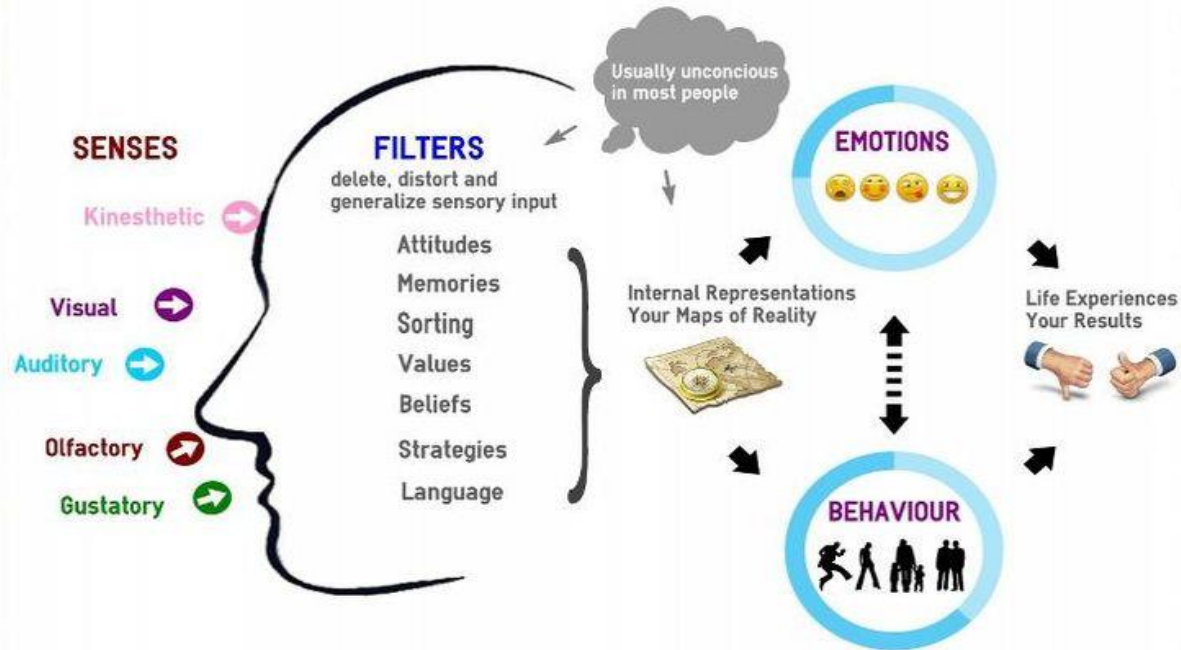 SENSES
Kinesthetic
Visual
Auditory
Olfactory
Gustatory
FILTERS
delete, distort and
generalize sensory input
Attitudes
Memories
Sorting
Values
Beliefs
Strategies
Language
Usually unconcious
in most people
Internal Representations
Your Maps of Reality
EMOTIONS
BEHAVIOUR
Life Experiences
Your Results